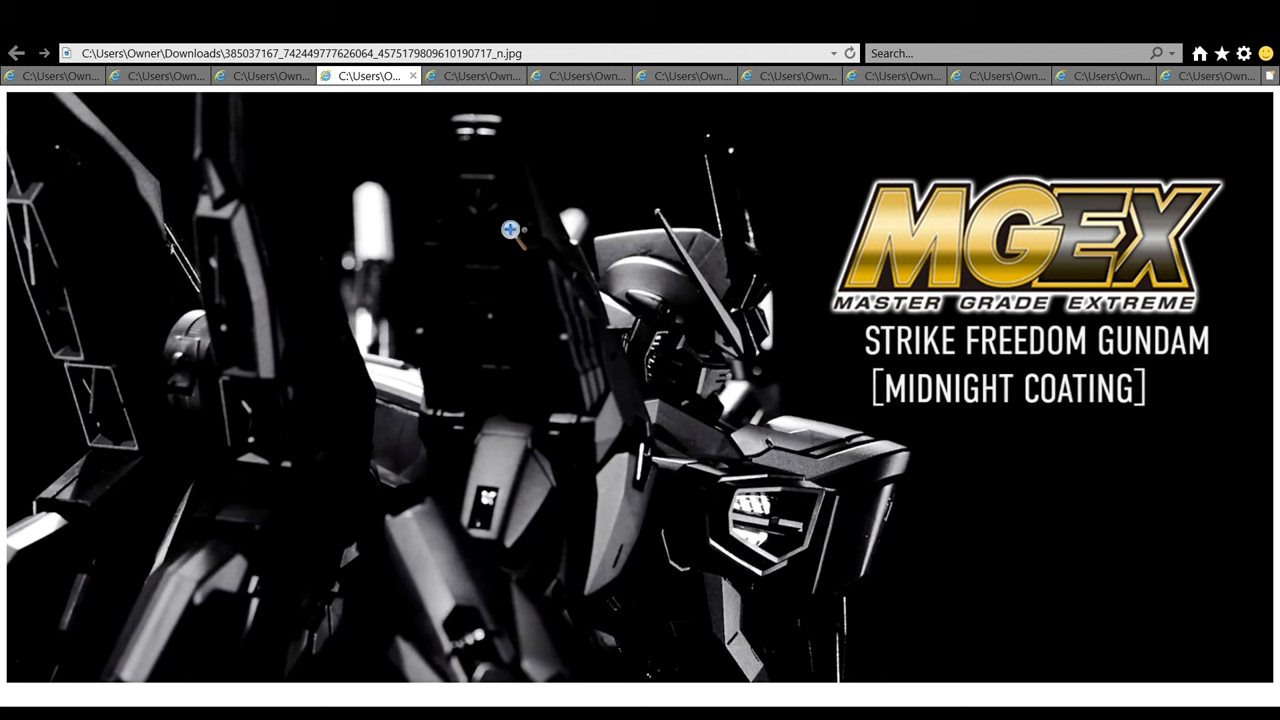 C:\Users\Owner\Downloads\385037167_742449777626064_4575179809610190717_n.jpg
Search...
C:\Users\Own...
C:\Users\Own...
C:\Users\Own...
C:\Users\O...
C:\Users\Own...
C:\Users\Own...
C:\Users\Own...
C:\Users\Own...
C:\Users\Own...
C:\Users\Own...
C:\Users\Own...
C:\Users\Own...
MGEX
MASTER GRADE EXTREME
STRIKE FREEDOM GUNDAM
[MIDNIGHT COATING]